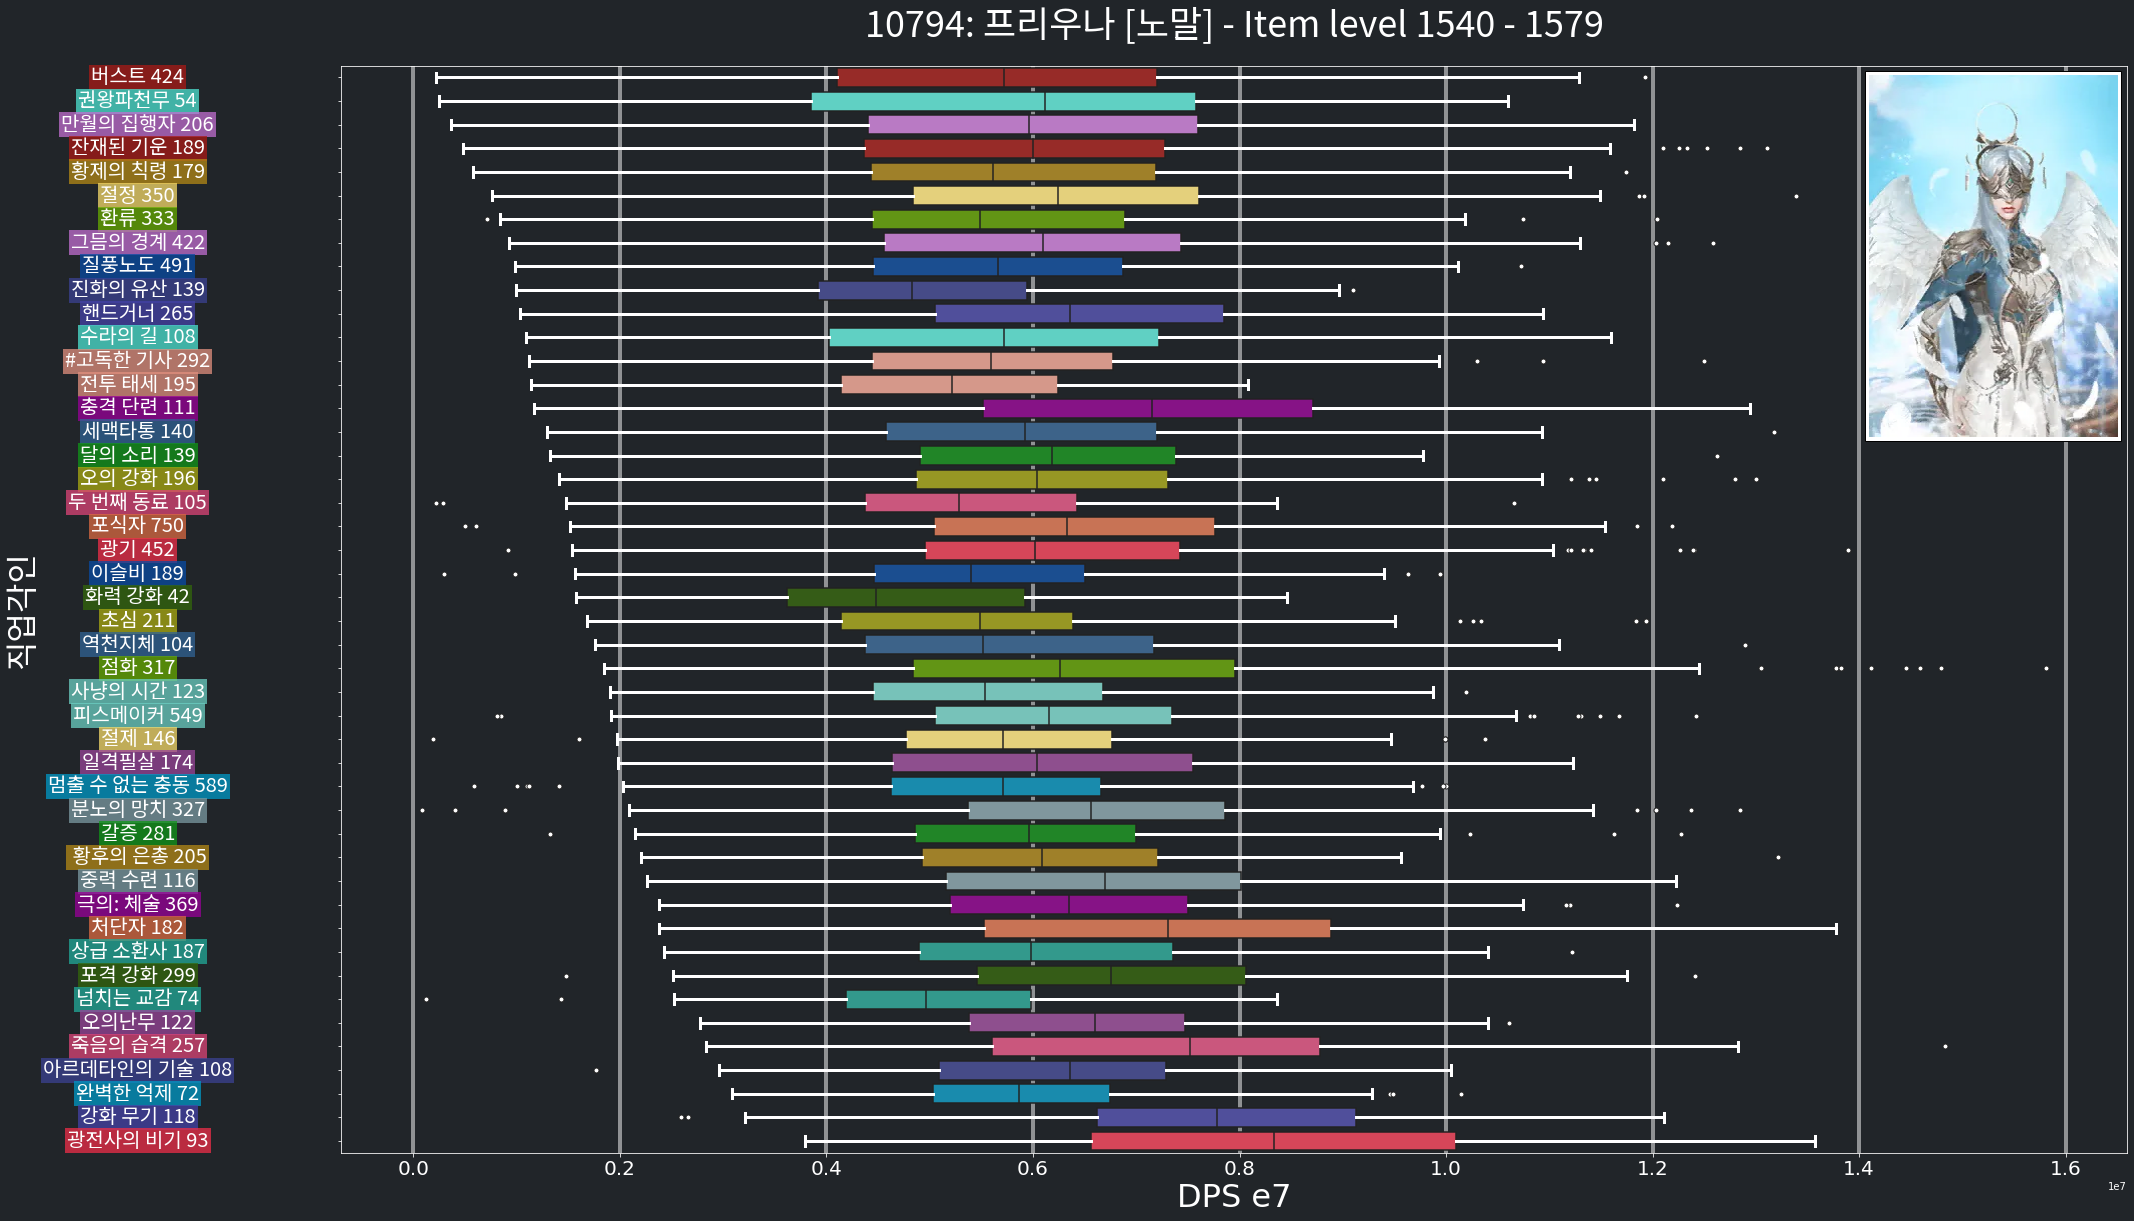 10794: 프리우나 [노말] - Item level 1540 - 1579
직업각인
버스트 424
권왕파천무 54
만월의 집행자 206
잔재된 기운 189
황제의 칙령 179
절정 350
환류 333
그믐의 경계 422
질풍노도 491
진화의 유산 139
핸드거너 265
수라의 길 108
#고독한 기사 292
전투 태세 195
충격 단련 111
세맥타통 140
달의 소리 139
오의 강화 196
두 번째 동료 105
포식자 750
광기 452
이슬비 189
화력 강화 42
초심 211
역천지체 104
점화 317
사냥의 시간 123
피스메이커 549
절제 146
일격필살 174
멈출 수 없는 충동 589
분노의 망치 327
갈증 281
황후의 은총 205
중력 수련 116
극의: 체술 369
처단자 182
상급 소환사 187
포격 강화 299
넘치는 교감 74
오의난무 122
죽음의 습격 257
아르데타인의 기술 108
완벽한 억제 72
강화 무기 118
광전사의 비기 93
0.0 0.2 0.4 0.6 0.8 1.0 1.2 1.4 1.6
1e7
DPS e7